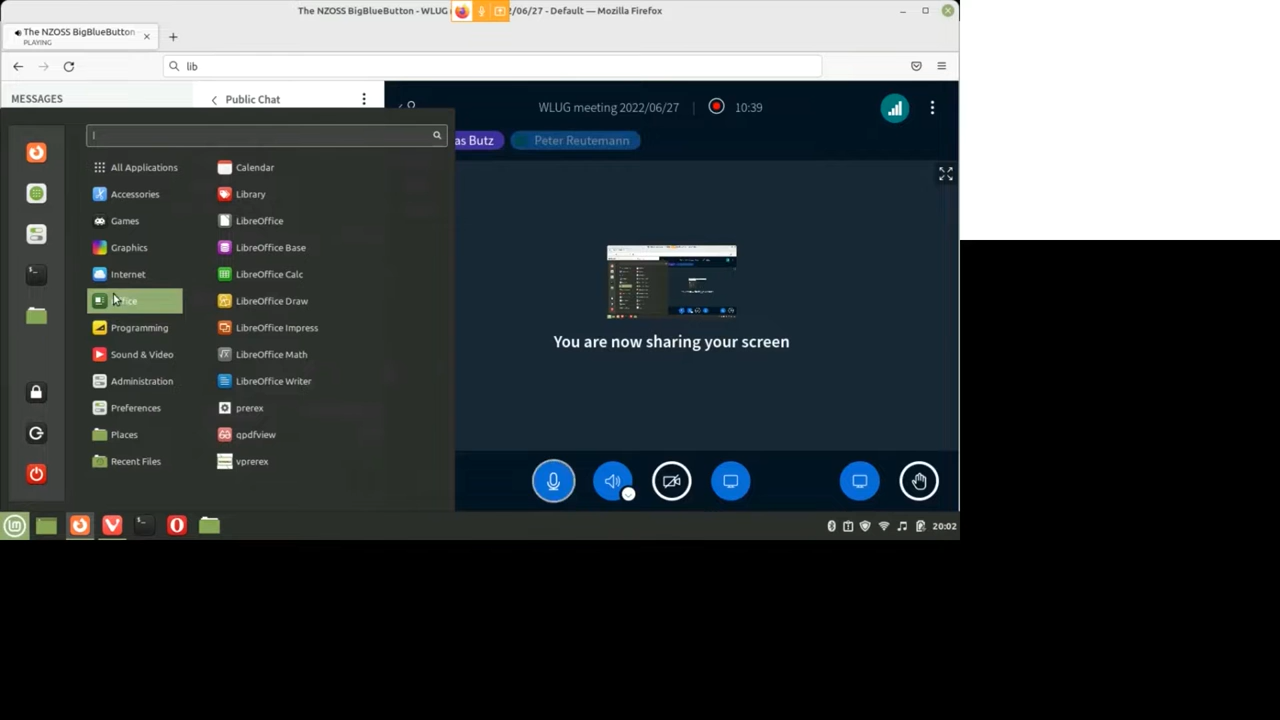 The NZOSS BigBlueButton - WLUG 2/06/27 - Default — Mozilla Firefox
The NZOSS BigBlueButton
PLAYING
lib
MESSAGES
Public Chat
WLUG meeting 2022/06/27
10:39
as Butz
Peter Reutemann
All Applications
Calendar
Accessories
Library
Games
LibreOffice
Graphics
LibreOffice Base
Internet
LibreOffice Calc
ffice
LibreOffice Draw
Programming
LibreOffice Impress
Sound & Video
LibreOffice Math
Administration
LibreOffice Writer
Preferences
prerex
Places
qpdfview
Recent Files
vprerex
You are now sharing your screen
20:02